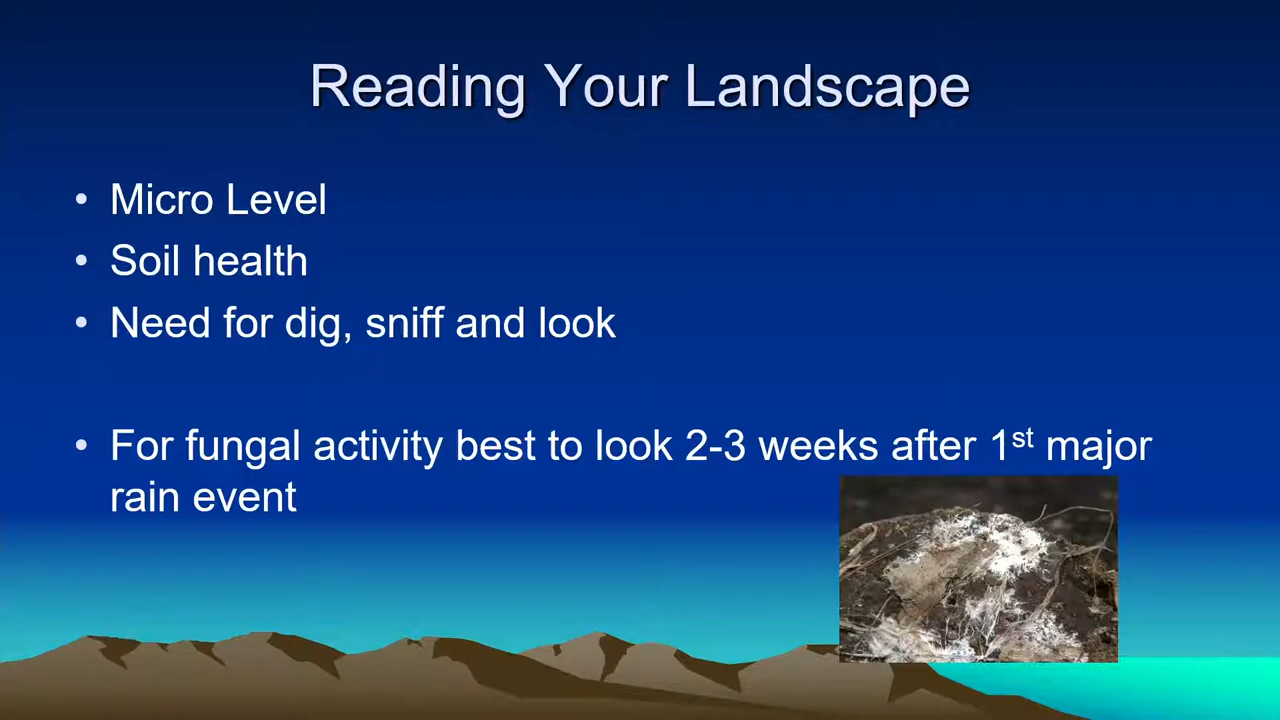 Reading Your Landscape
• Micro Level
• Soil health
• Need for dig, sniff and look
• For fungal activity best to look 2-3 weeks after 1st major
rain event